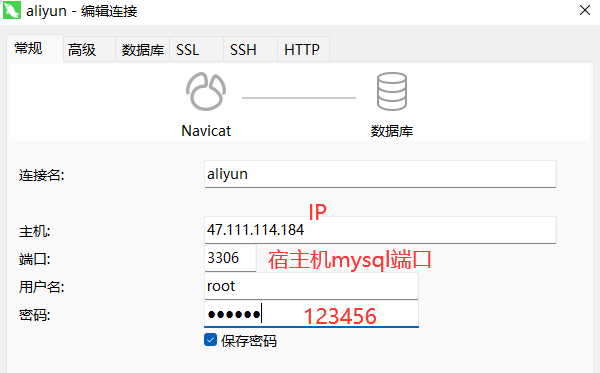 aliyun - 编辑连接
常规 高级 数据库 SSL SSH HTTP
Navicat 数据库
连接名: aliyun
IP
主机: 47.111.114.184
端口: 3306 宿主机mysql端口
用户名: root
密码: ●●●●●● 123456
保存密码